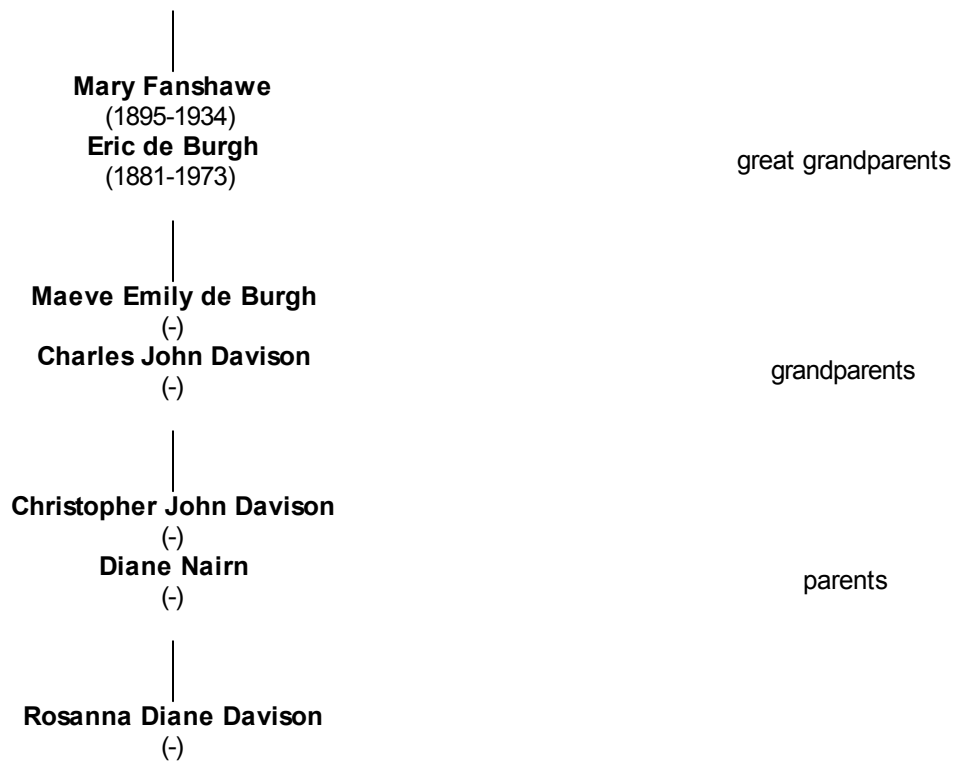 Mary Fanshawe
(1895-1934)
Eric de Burgh
(1881-1973)
great grandparents
Maeve Emily de Burgh
(-)
Charles John Davison
(-)
grandparents
Christopher John Davison
(-)
Diane Nairn
(-)
parents
Rosanna Diane Davison
(-)